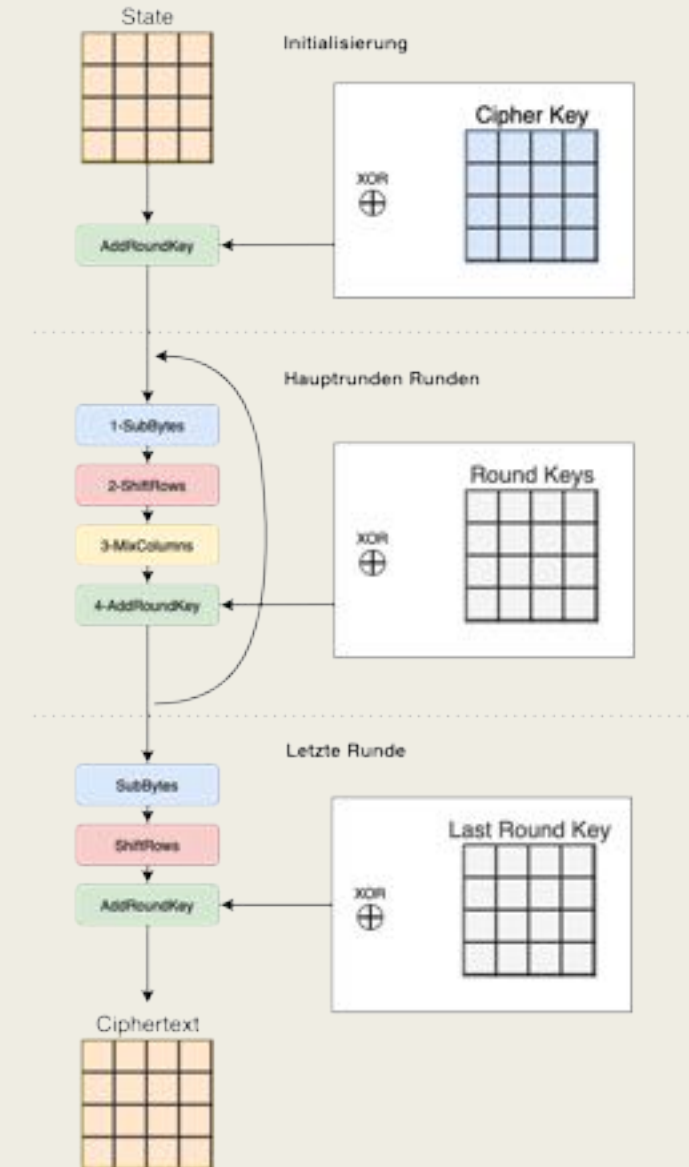 State
Initialisierung
Cipher Key
XOR
AddRoundKey
Hauptrunden Runden
1-SubBytes
2-ShiftRows
3-MixColumns
4-AddRoundKey
Round Keys
XOR
Letzte Runde
SubBytes
ShiftRows
AddRoundKey
Last Round Key
XOR
Ciphertext